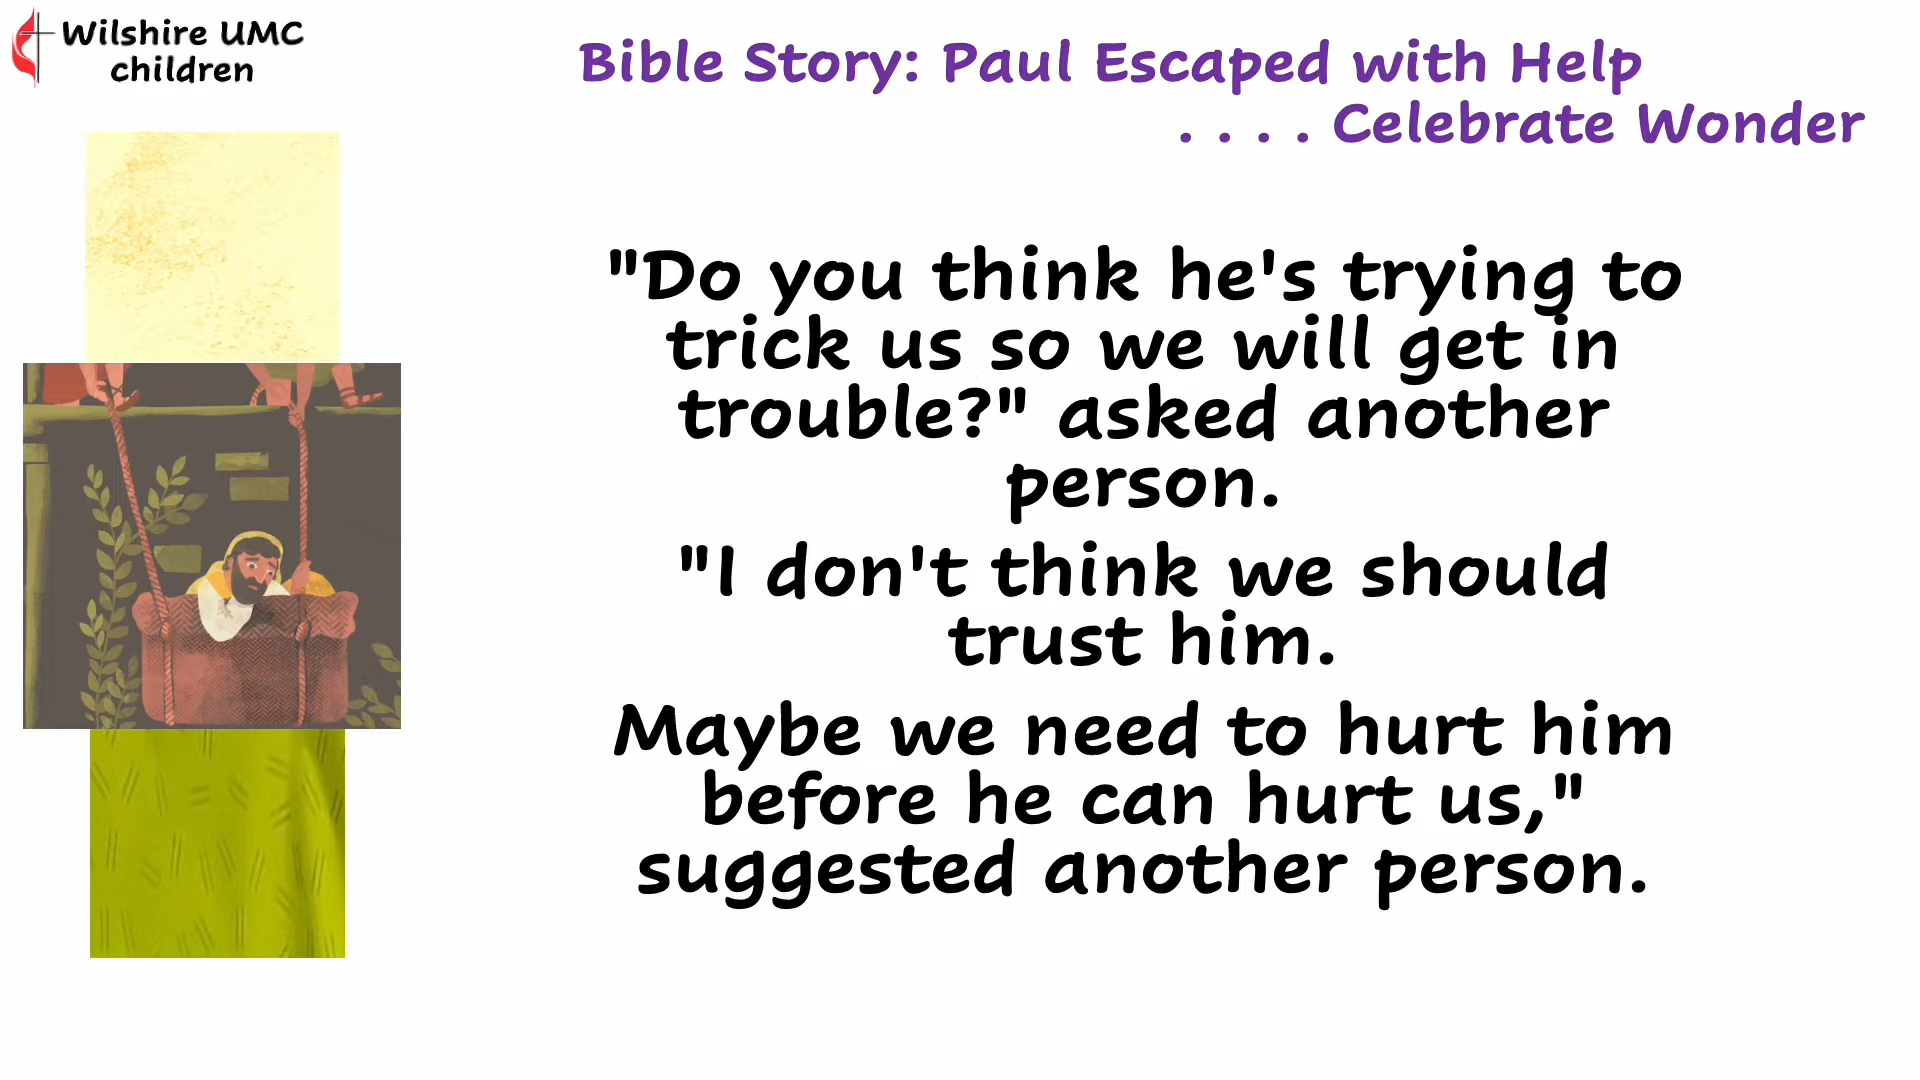 Wilshire UMC
children
Bible Story: Paul Escaped with Help
. . . . Celebrate Wonder
"Do you think he's trying to
trick us so we will get in
trouble?" asked another
person.
"I don't think we should
trust him.
Maybe we need to hurt him
before he can hurt us,"
suggested another person.